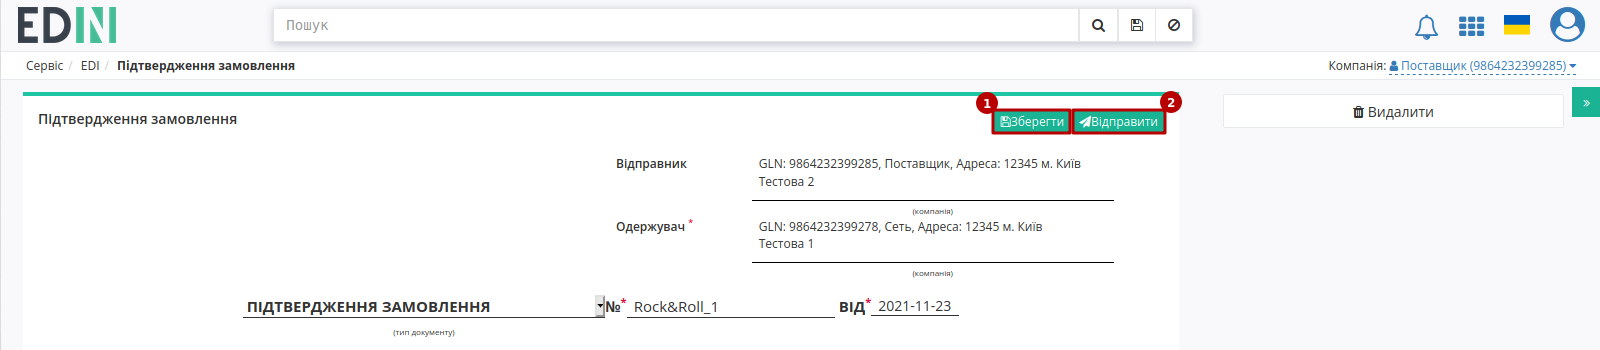 EDIN
Пошук
Сервіс / EDI / Підтвердження замовлення
Компанія: Поставщик (9864232399285)
1
2
»
Підтвердження замовлення
Зберегти
Відправити
Видалити
Відправник
GLN: 9864232399285, Поставщик, Адреса: 12345 м. Київ
Тестова 2
(компанія)
Одержувач *
GLN: 9864232399278, Сеть, Адреса: 12345 м. Київ
Тестова 1
(компанія)
ПІДТВЕРДЖЕННЯ ЗАМОВЛЕННЯ №* Rock&Roll_1 ВІД* 2021-11-23
(тип документу)